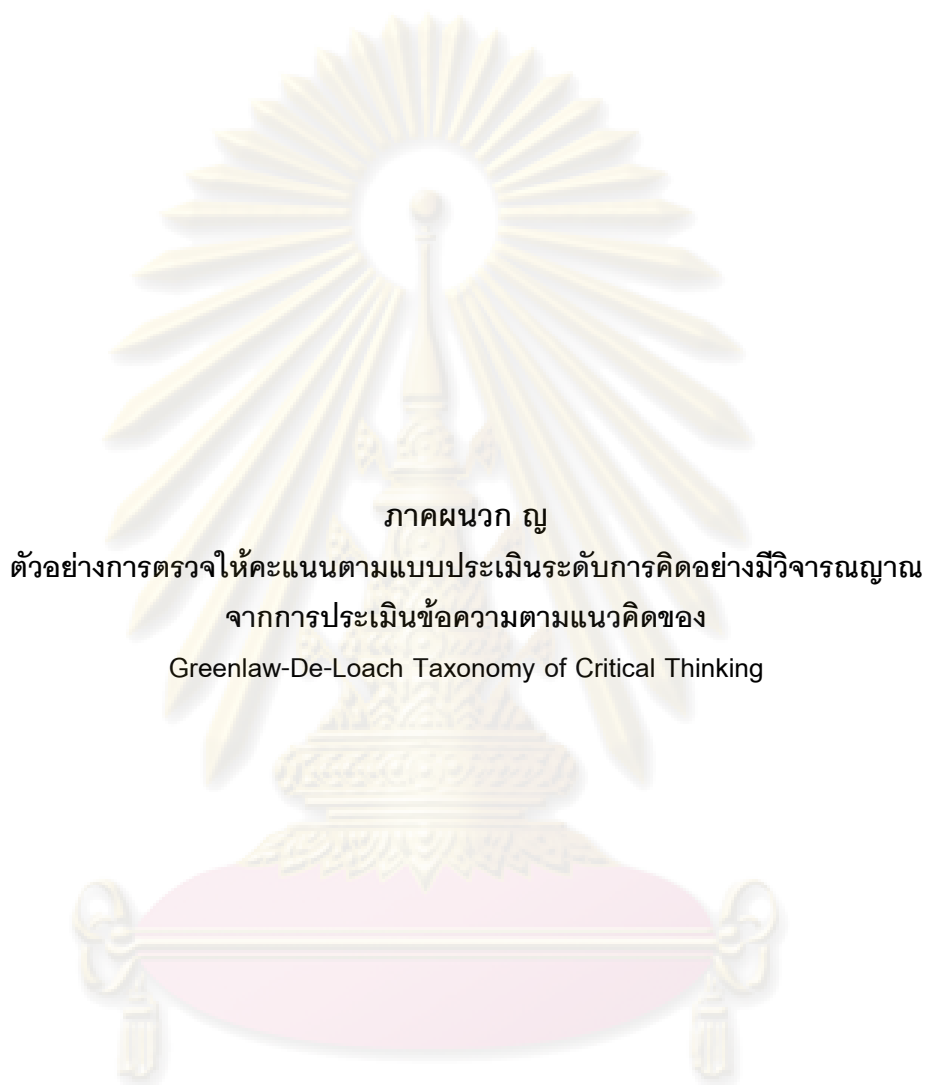 ภาคผนวก ญ
ตัวอย่างการตรวจให้คะแนนตามแบบประเมินระดับการคิดอย่างมีวิจารณญาณ
จากการประเมินข้อความตามแนวคิดของ
Greenlaw-De-Loach Taxonomy of Critical Thinking